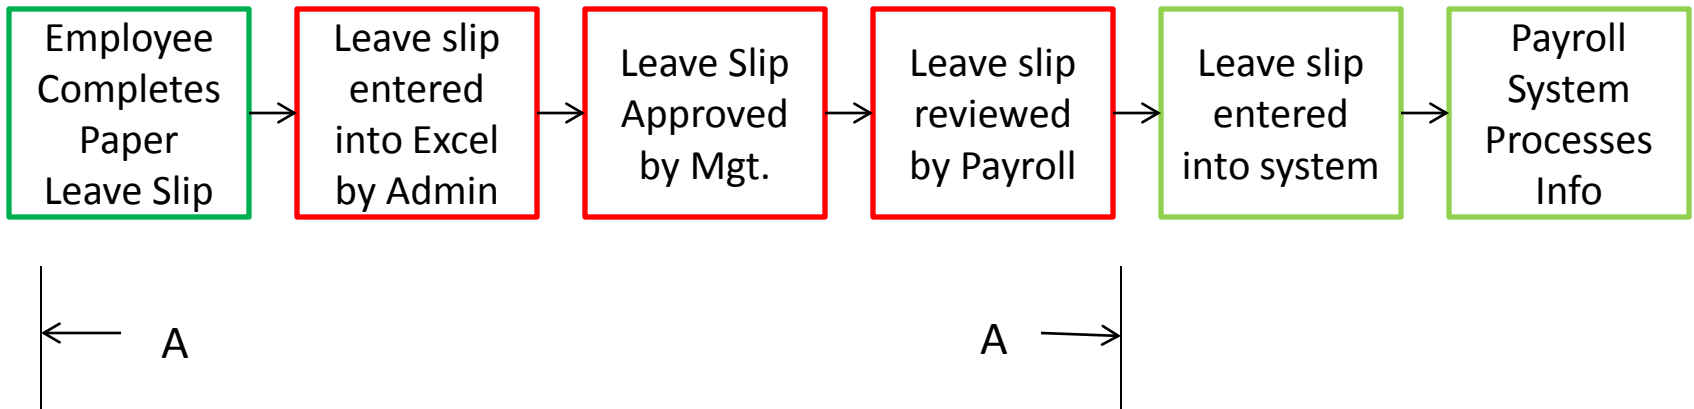 Employee
Completes
Paper
Leave Slip
Leave slip
entered
into Excel
by Admin
Leave Slip
Approved
by Mgt.
Leave slip
reviewed
by Payroll
Leave slip
entered
into system
Payroll
System
Processes
Info
A
A